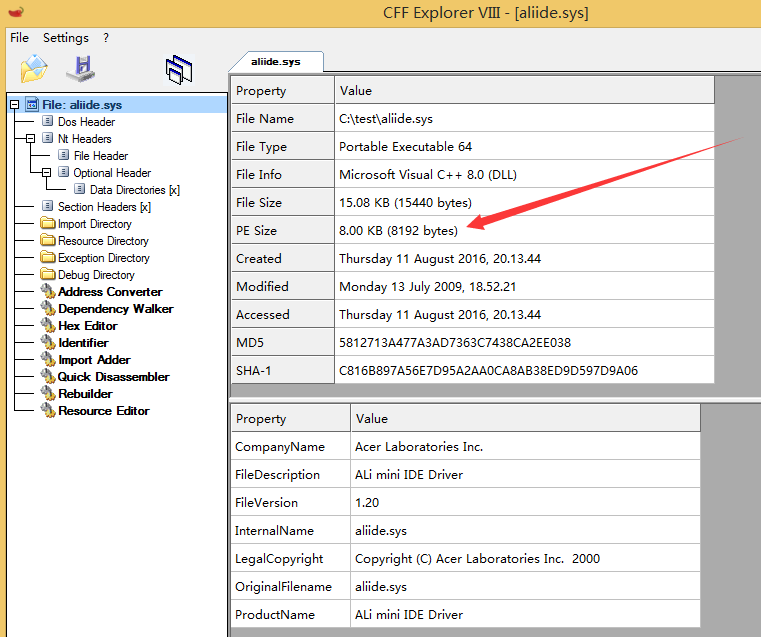 CFF Explorer VIII - [aliide.sys]
File Settings ?
aliide.sys
File: aliide.sys
Dos Header
Nt Headers
File Header
Optional Header
Data Directories [x]
Section Headers [x]
Import Directory
Resource Directory
Exception Directory
Debug Directory
Address Converter
Dependency Walker
Hex Editor
Identifier
Import Adder
Quick Disassembler
Rebuilder
Resource Editor
Property Value
File Name C:\test\aliide.sys
File Type Portable Executable 64
File Info Microsoft Visual C++ 8.0 (DLL)
File Size 15.08 KB (15440 bytes)
PE Size 8.00 KB (8192 bytes)
Created Thursday 11 August 2016, 20.13.44
Modified Monday 13 July 2009, 18.52.21
Accessed Thursday 11 August 2016, 20.13.44
MD5 5812713A477A3AD7363C7438CA2EE038
SHA-1 C816B897A56E7D95A2AA0CA8AB38ED9D597D9A06
Property Value
CompanyName Acer Laboratories Inc.
FileDescription ALi mini IDE Driver
FileVersion 1.20
InternalName aliide.sys
LegalCopyright Copyright (C) Acer Laboratories Inc. 2000
OriginalFilename aliide.sys
ProductName ALi mini IDE Driver